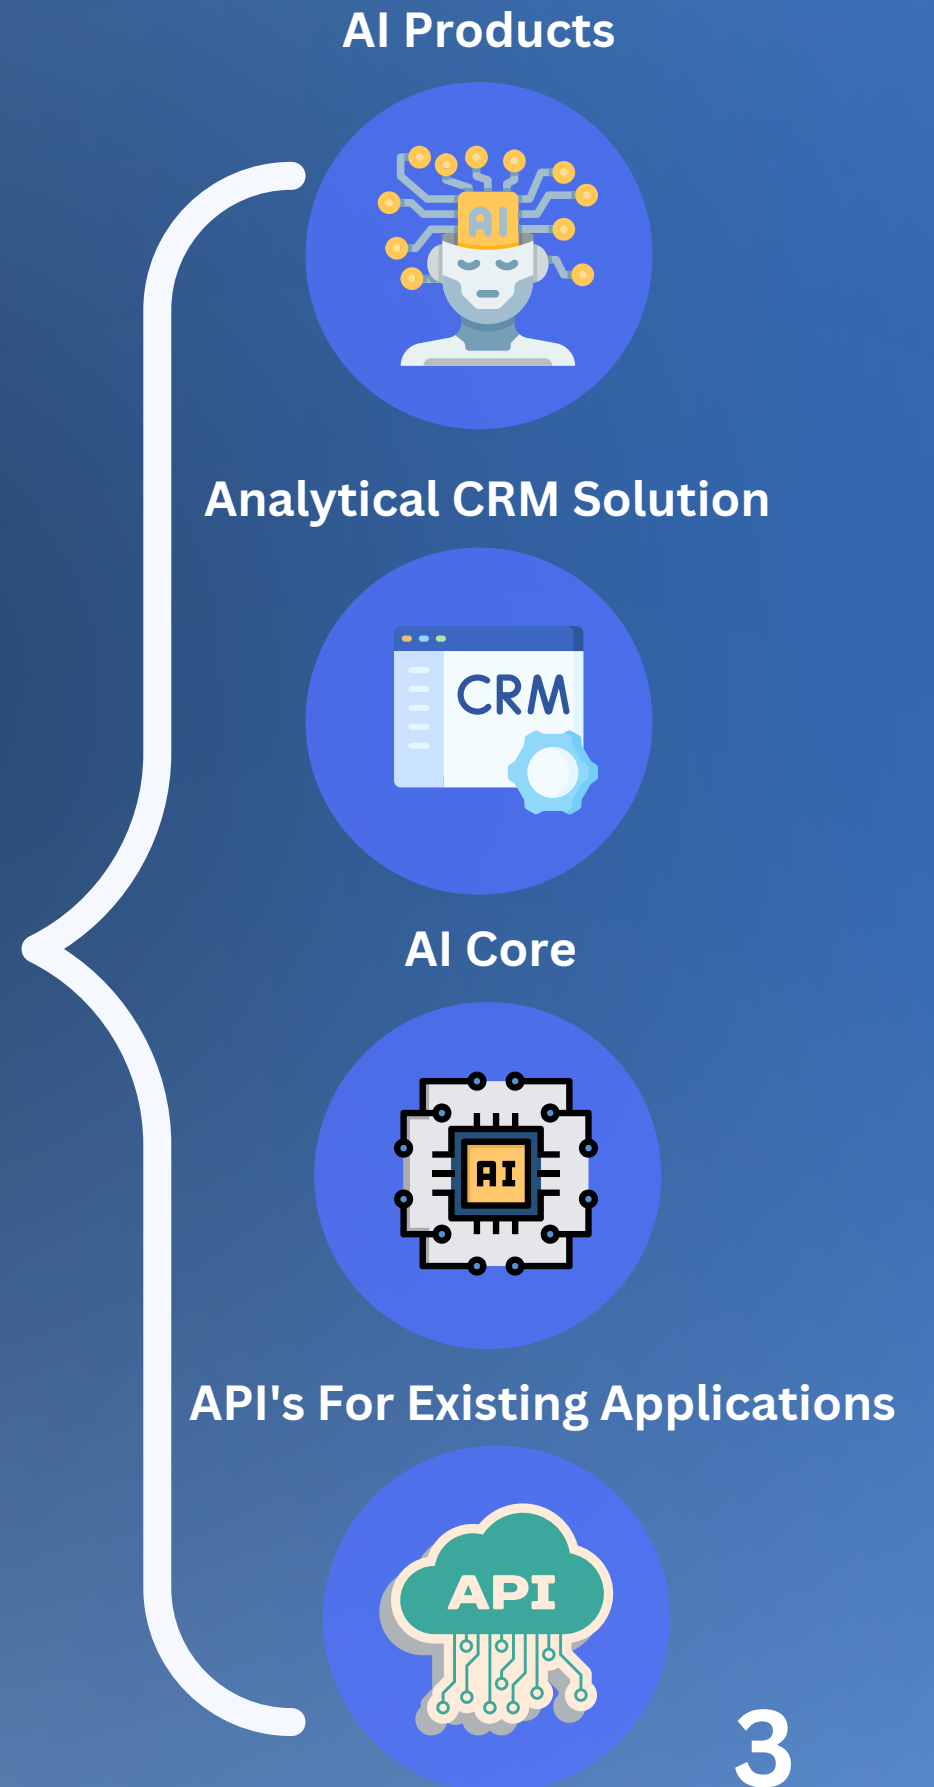 AI Products
AI
Analytical CRM Solution
CRM
AI Core
AI
API's For Existing Applications
API
3